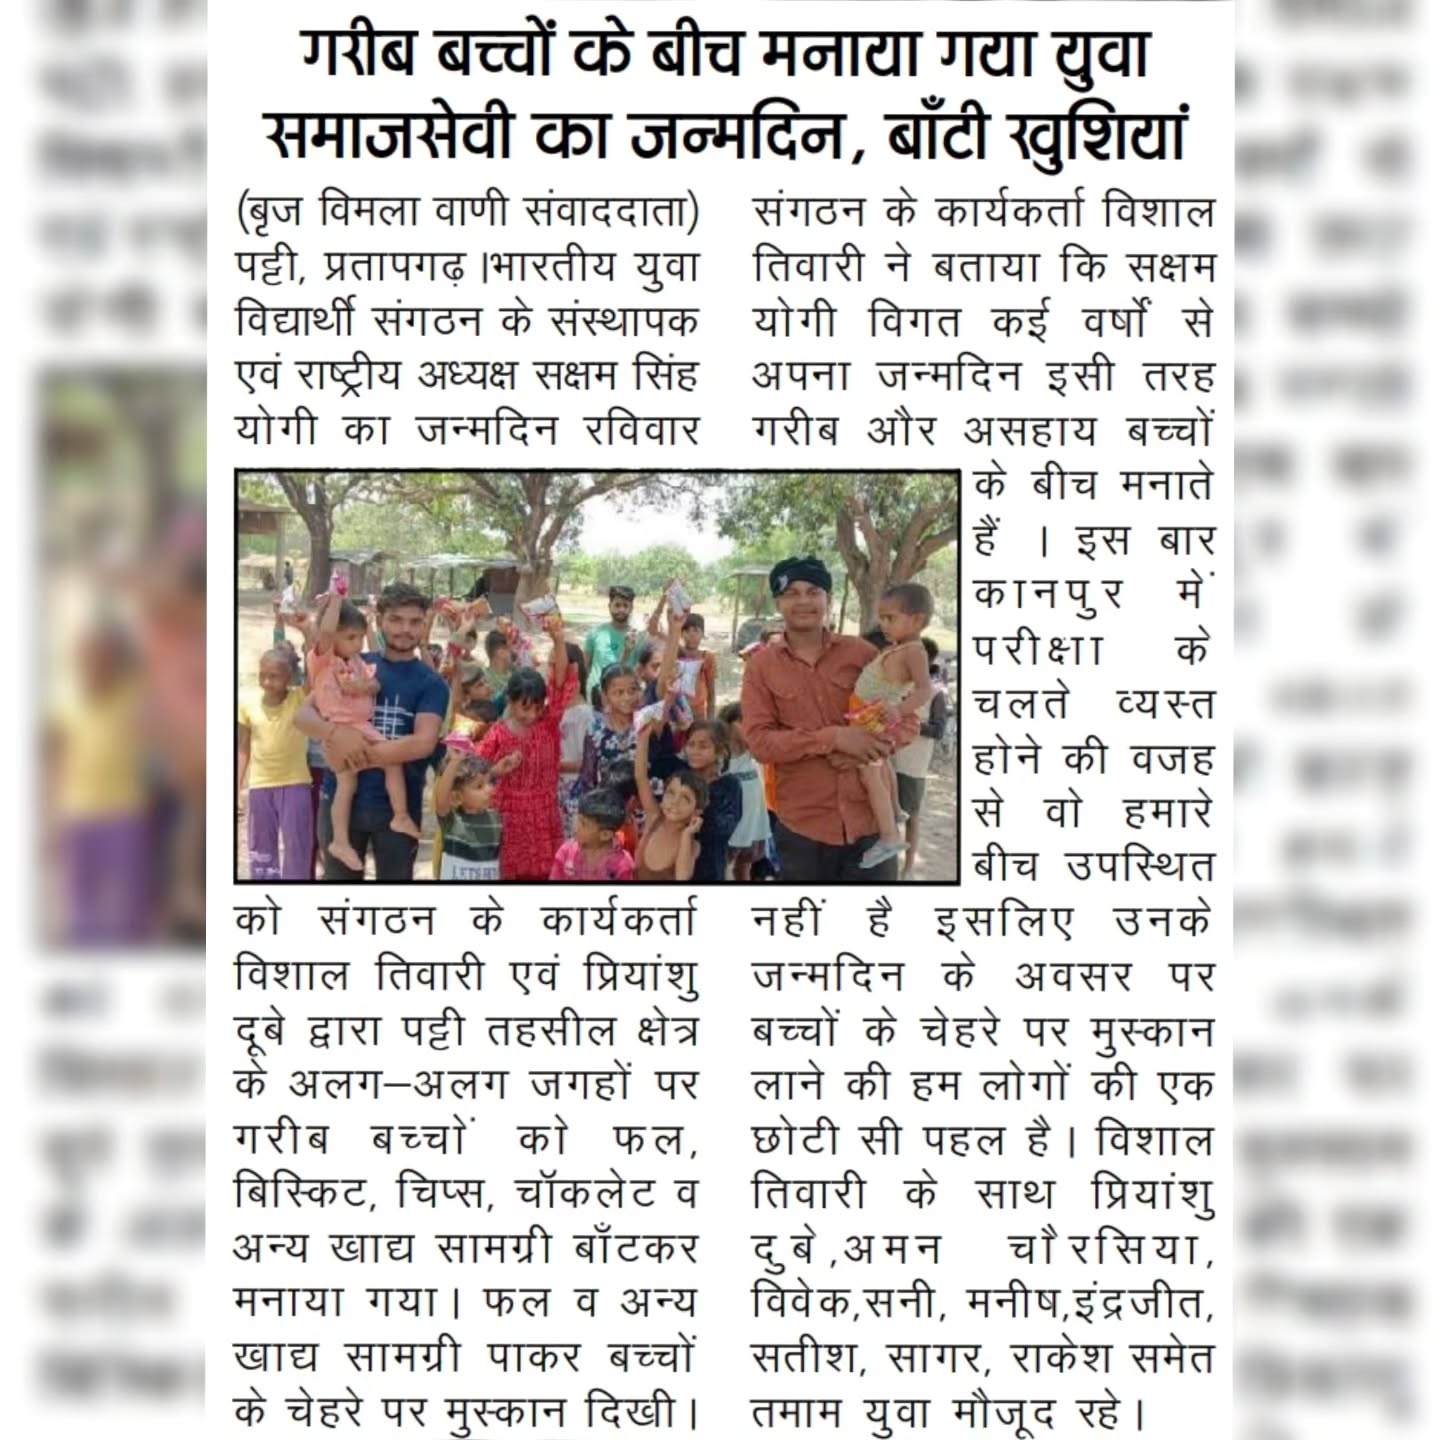 गरीब बच्चों के बीच मनाया गया युवा
समाजसेवी का जन्मदिन, बाँटी खुशियां
(बृज विमला वाणी संवाददाता)
पट्टी, प्रतापगढ़ ।भारतीय युवा
विद्यार्थी संगठन के संस्थापक
एवं राष्ट्रीय अध्यक्ष सक्षम सिंह
योगी का जन्मदिन रविवार
को संगठन के कार्यकर्ता
विशाल तिवारी एवं प्रियांशु
दूबे द्वारा पट्टी तहसील क्षेत्र
के अलग–अलग जगहों पर
गरीब बच्चों को फल,
बिस्किट, चिप्स, चॉकलेट व
अन्य खाद्य सामग्री बाँटकर
मनाया गया। फल व अन्य
खाद्य सामग्री पाकर बच्चों
के चेहरे पर मुस्कान दिखी।
संगठन के कार्यकर्ता विशाल
तिवारी ने बताया कि सक्षम
योगी विगत कई वर्षों से
अपना जन्मदिन इसी तरह
गरीब और असहाय बच्चों
के बीच मनाते
हैं । इस बार
कानपुर में
परीक्षा के
चलते व्यस्त
होने की वजह
से वो हमारे
बीच उपस्थित
नहीं है इसलिए उनके
जन्मदिन के अवसर पर
बच्चों के चेहरे पर मुस्कान
लाने की हम लोगों की एक
छोटी सी पहल है। विशाल
तिवारी के साथ प्रियांशु
दुबे ,अमन चौरसिया,
विवेक,सनी, मनीष,इंद्रजीत,
सतीश, सागर, राकेश समेत
तमाम युवा मौजूद रहे।